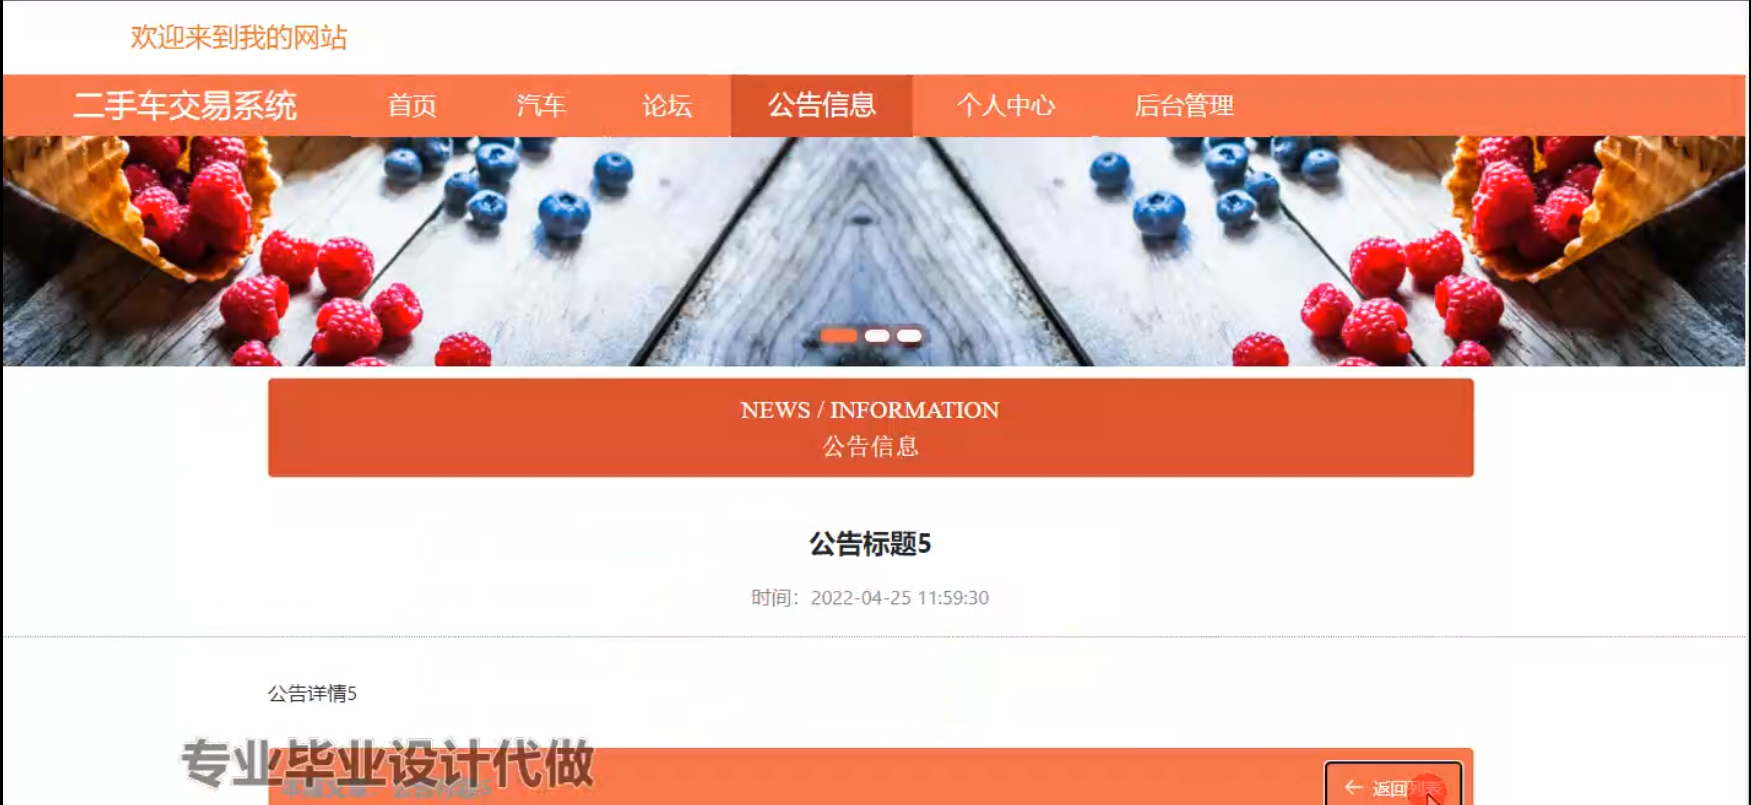 欢迎来到我的网站
二手车交易系统 首页 汽车 论坛 公告信息 个人中心 后台管理
NEWS / INFORMATION
公告信息
公告标题5
时间：2022-04-25 11:59:30
公告详情5
专业毕业设计代做
← 返回列表